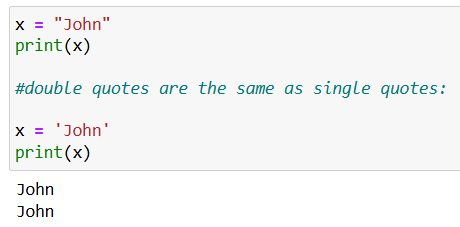 x = "John"
print(x)
#double quotes are the same as single quotes:
x = 'John'
print(x)
John
John